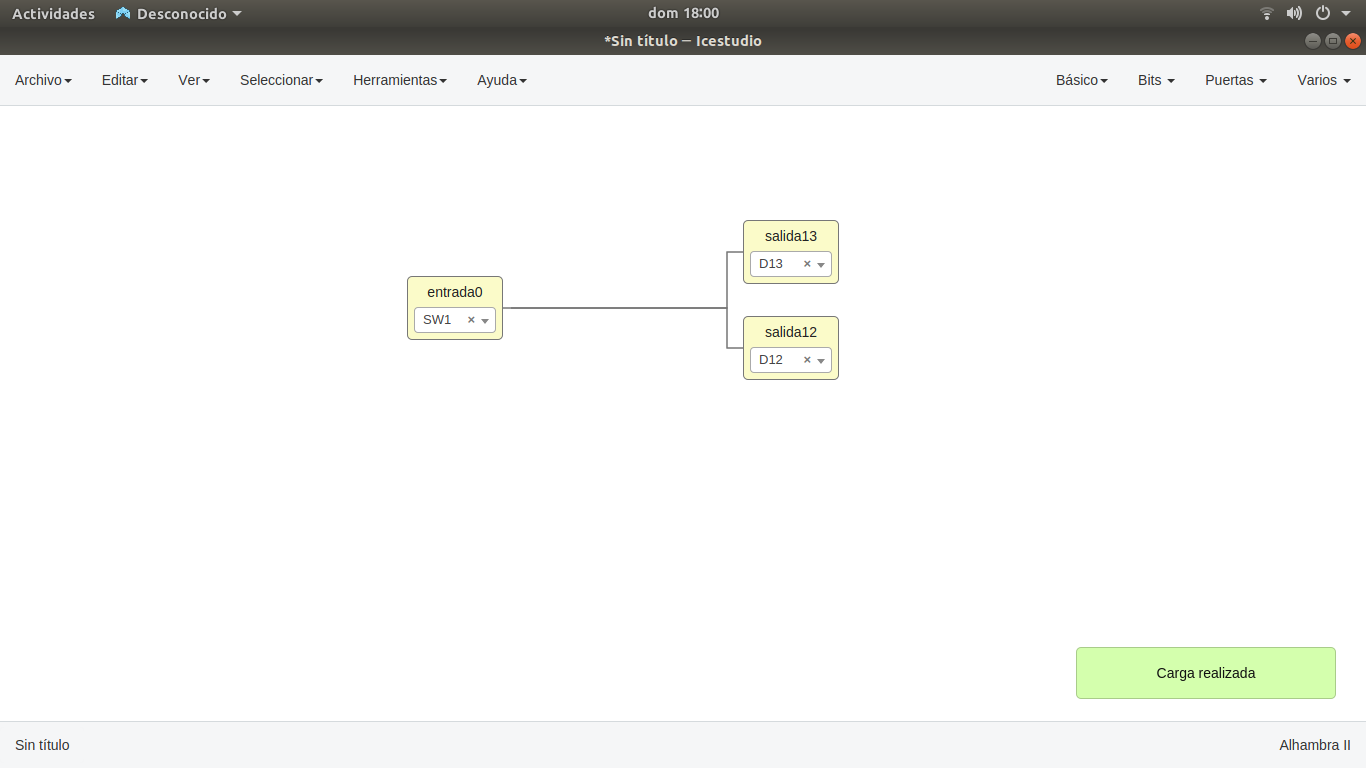 Actividades Desconocido dom 18:00
*Sin título — Icestudio
Archivo Editar Ver Seleccionar Herramientas Ayuda Básico Bits Puertas Varios
salida13
D13 ×
entrada0
SW1 ×
salida12
D12 ×
Carga realizada
Sin título Alhambra II